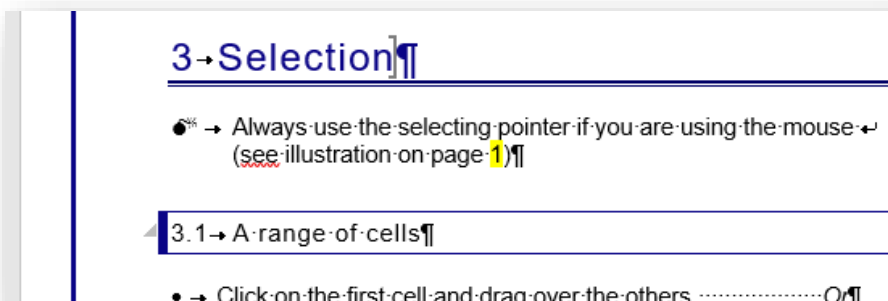 3→Selection¶
💣→Always·use·the·selecting·pointer·if·you·are·using·the·mouse·↵
(see·illustration·on·page·1)¶
3.1→A·range·of·cells¶
•→Click·on·the·first·cell·and·drag·over·the·others·····················Or¶